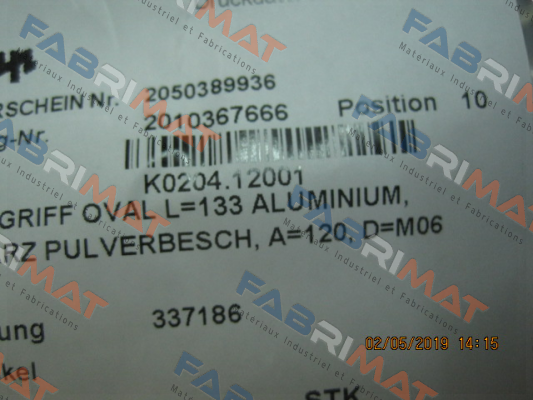 RSCHEIN Nr. 2050389936
g-Nr. 2010367666 Position 10
K0204.12001
GRIFF OVAL L=133 ALUMINIUM,
RZ PULVERBESCH, A=120, D=M06
ung 337186
kel
STK
02/05/2019 14:15
FABRIMAT
Materiaux Industriel et Fabrications